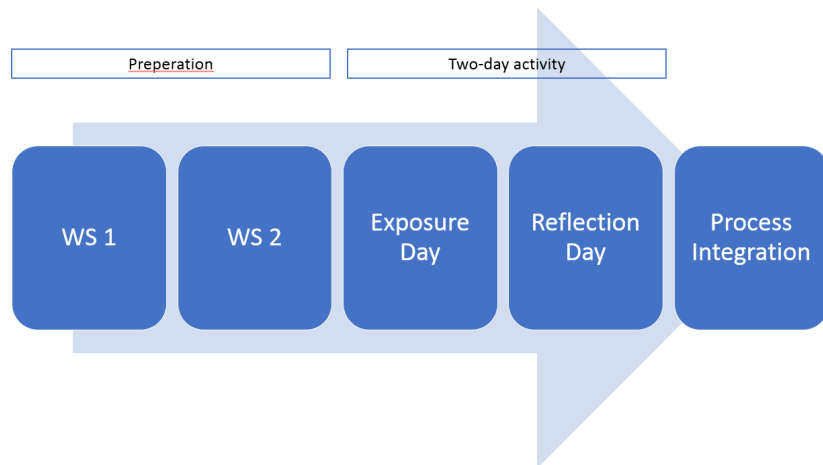 Preperation
Two-day activity
WS 1
WS 2
Exposure
Day
Reflection
Day
Process
Integration